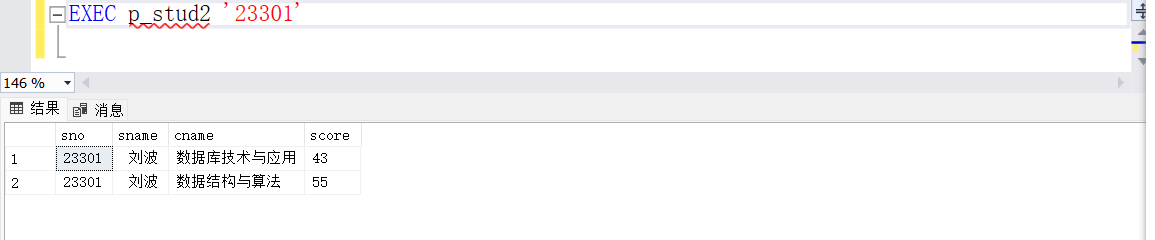 EXEC p_stud2 '23301'
146 %
结果 消息
sno sname cname score
1 23301 刘波 数据库技术与应用 43
2 23301 刘波 数据结构与算法 55